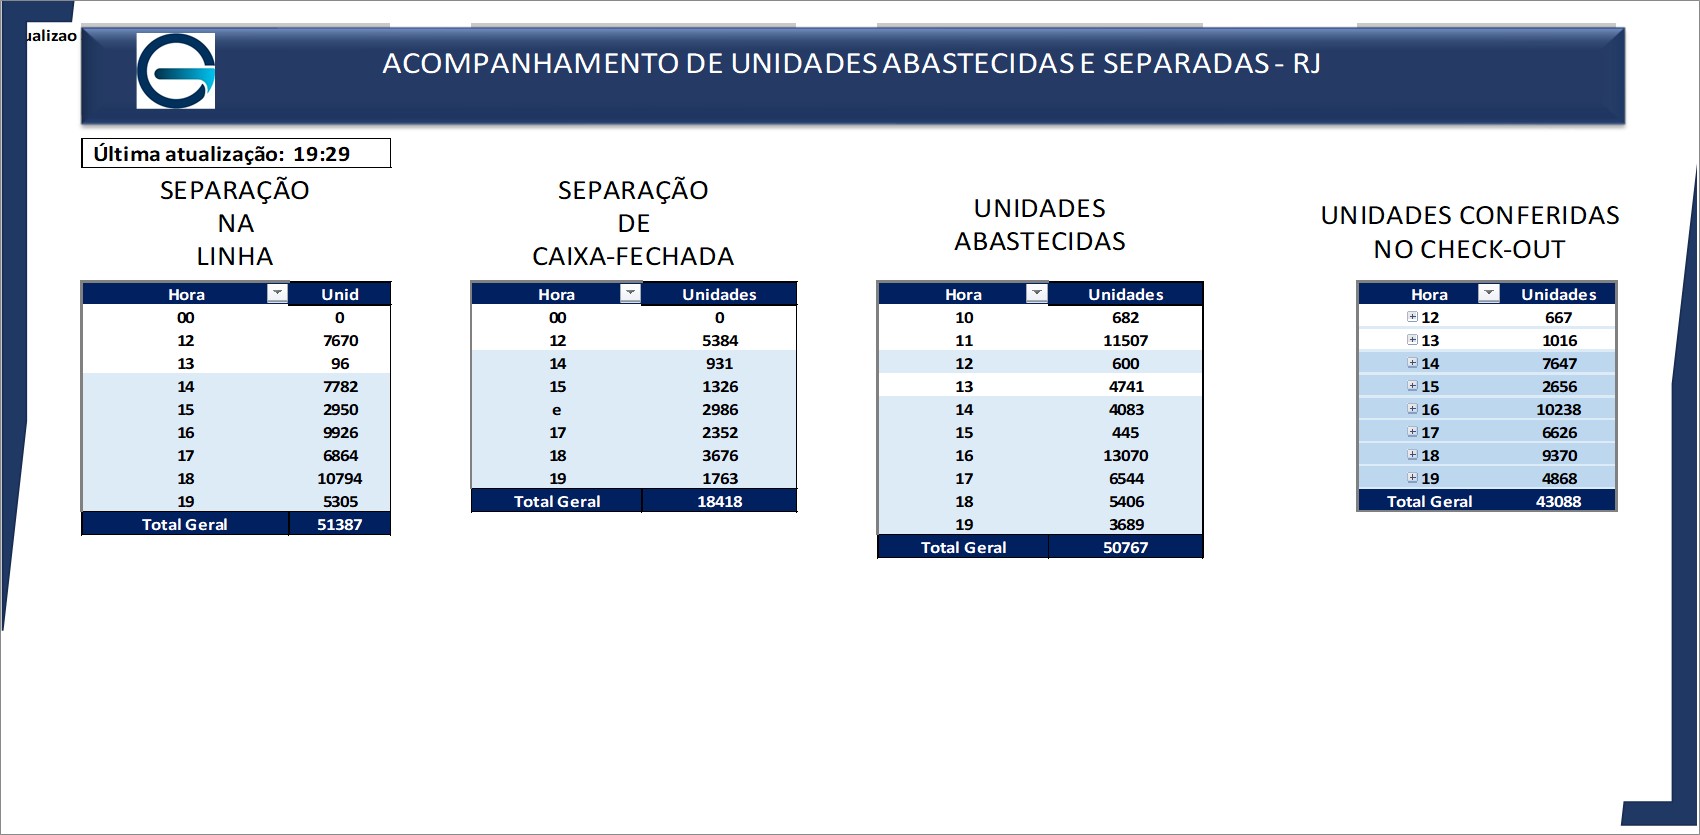 ualizao
ACOMPANHAMENTO DE UNIDADES ABASTECIDAS E SEPARADAS - RJ
Última atualização: 19:29
SEPARAÇÃO
NA
LINHA
Hora Unid
00 0
12 7670
13 96
14 7782
15 2950
16 9926
17 6864
18 10794
19 5305
Total Geral 51387
SEPARAÇÃO
DE
CAIXA-FECHADA
Hora Unidades
00 0
12 5384
14 931
15 1326
e 2986
17 2352
18 3676
19 1763
Total Geral 18418
UNIDADES
ABASTECIDAS
Hora Unidades
10 682
11 11507
12 600
13 4741
14 4083
15 445
16 13070
17 6544
18 5406
19 3689
Total Geral 50767
UNIDADES CONFERIDAS
NO CHECK-OUT
Hora Unidades
12 667
13 1016
14 7647
15 2656
16 10238
17 6626
18 9370
19 4868
Total Geral 43088